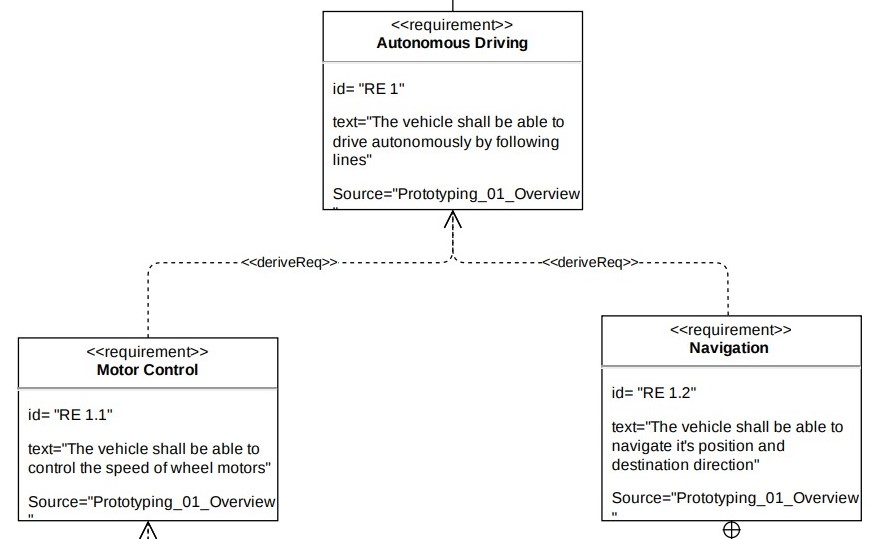 <<requirement>>
Autonomous Driving
id= "RE 1"
text="The vehicle shall be able to
drive autonomously by following
lines"
Source="Prototyping_01_Overview
"
<<deriveReq>>
<<deriveReq>>
<<requirement>>
Motor Control
id= "RE 1.1"
text="The vehicle shall be able to
control the speed of wheel motors"
Source="Prototyping_01_Overview
"
<<requirement>>
Navigation
id= "RE 1.2"
text="The vehicle shall be able to
navigate it's position and
destination direction"
Source="Prototyping_01_Overview
"